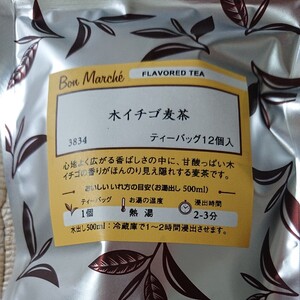 Bon Marché
FLAVORED TEA
木イチゴ麦茶
3834 ティーバッグ12個入
心地よく広がる香ばしさの中に、甘酸っぱい木
イチゴの香りがほんのり見え隠れする麦茶です。
おいしいいれ方の目安(お湯出し 500ml)
ティーバッグ お湯の温度 浸出時間
1個 熱湯 2-3分
水出し500ml：冷蔵庫で1〜2時間浸出させます。